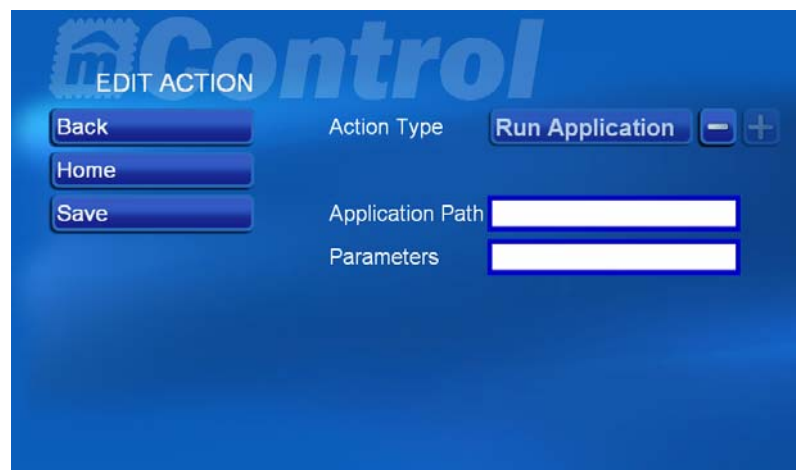 mControl
EDIT ACTION
Back
Home
Save
Action Type Run Application - +
Application Path
Parameters